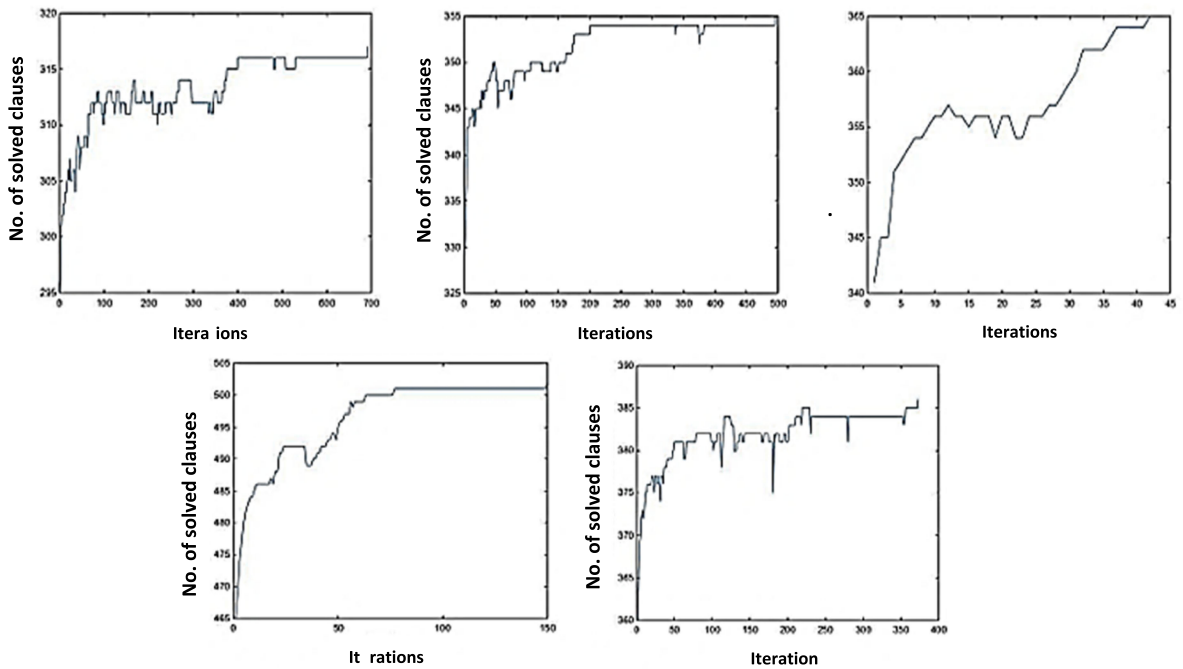 No. of solved clauses
320
315
310
305
300
295
0 100 200 300 400 500 600 700
Itera ions
No. of solved clauses
355
350
345
340
335
330
325
0 50 100 150 200 250 300 350 400 450 500
Iterations
365
360
355
350
345
340
0 5 10 15 20 25 30 35 40 45
Iterations
No. of solved clauses
505
500
495
490
485
480
475
470
465
0 50 100 150
It rations
No. of solved clauses
390
385
380
375
370
365
360
0 50 100 150 200 250 300 350 400
Iteration